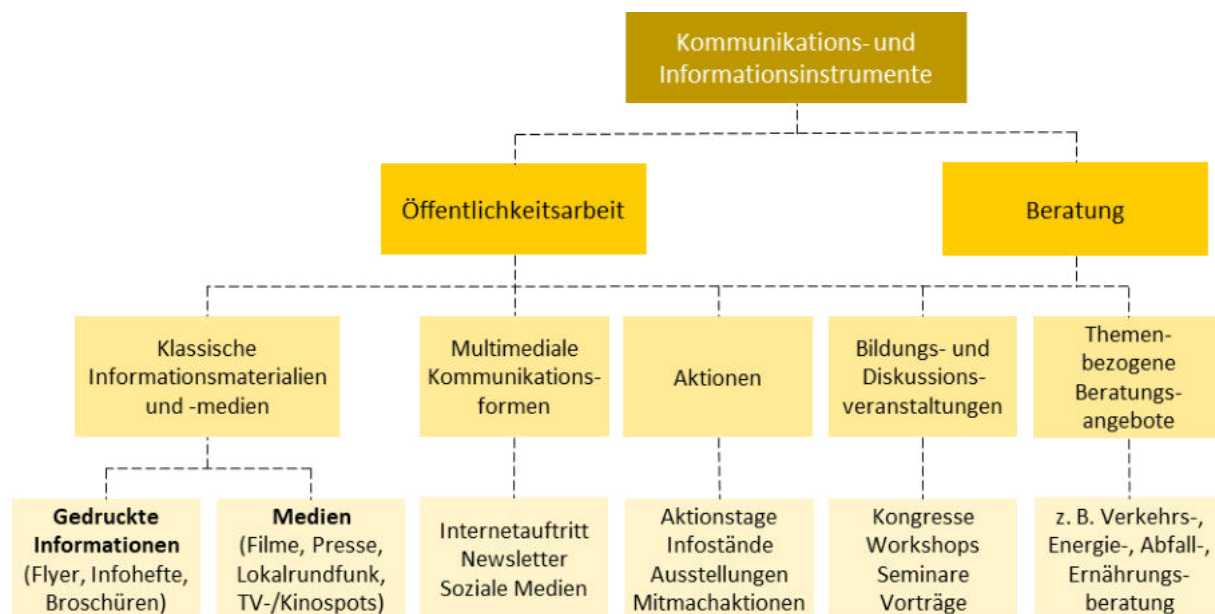 Kommunikations- und
Informationsinstrumente
Öffentlichkeitsarbeit
Beratung
Klassische
Informationsmaterialien
und -medien
Multimediale
Kommunikations-
formen
Aktionen
Bildungs- und
Diskussions-
veranstaltungen
Themen-
bezogene
Beratungs-
angebote
Gedruckte
Informationen
(Flyer, Infohefte,
Broschüren)
Medien
(Filme, Presse,
Lokalrundfunk,
TV-/Kinospots)
Internetauftritt
Newsletter
Soziale Medien
Aktionstage
Infostände
Ausstellungen
Mitmachaktionen
Kongresse
Workshops
Seminare
Vorträge
z. B. Verkehrs-,
Energie-, Abfall-,
Ernährungs-
beratung